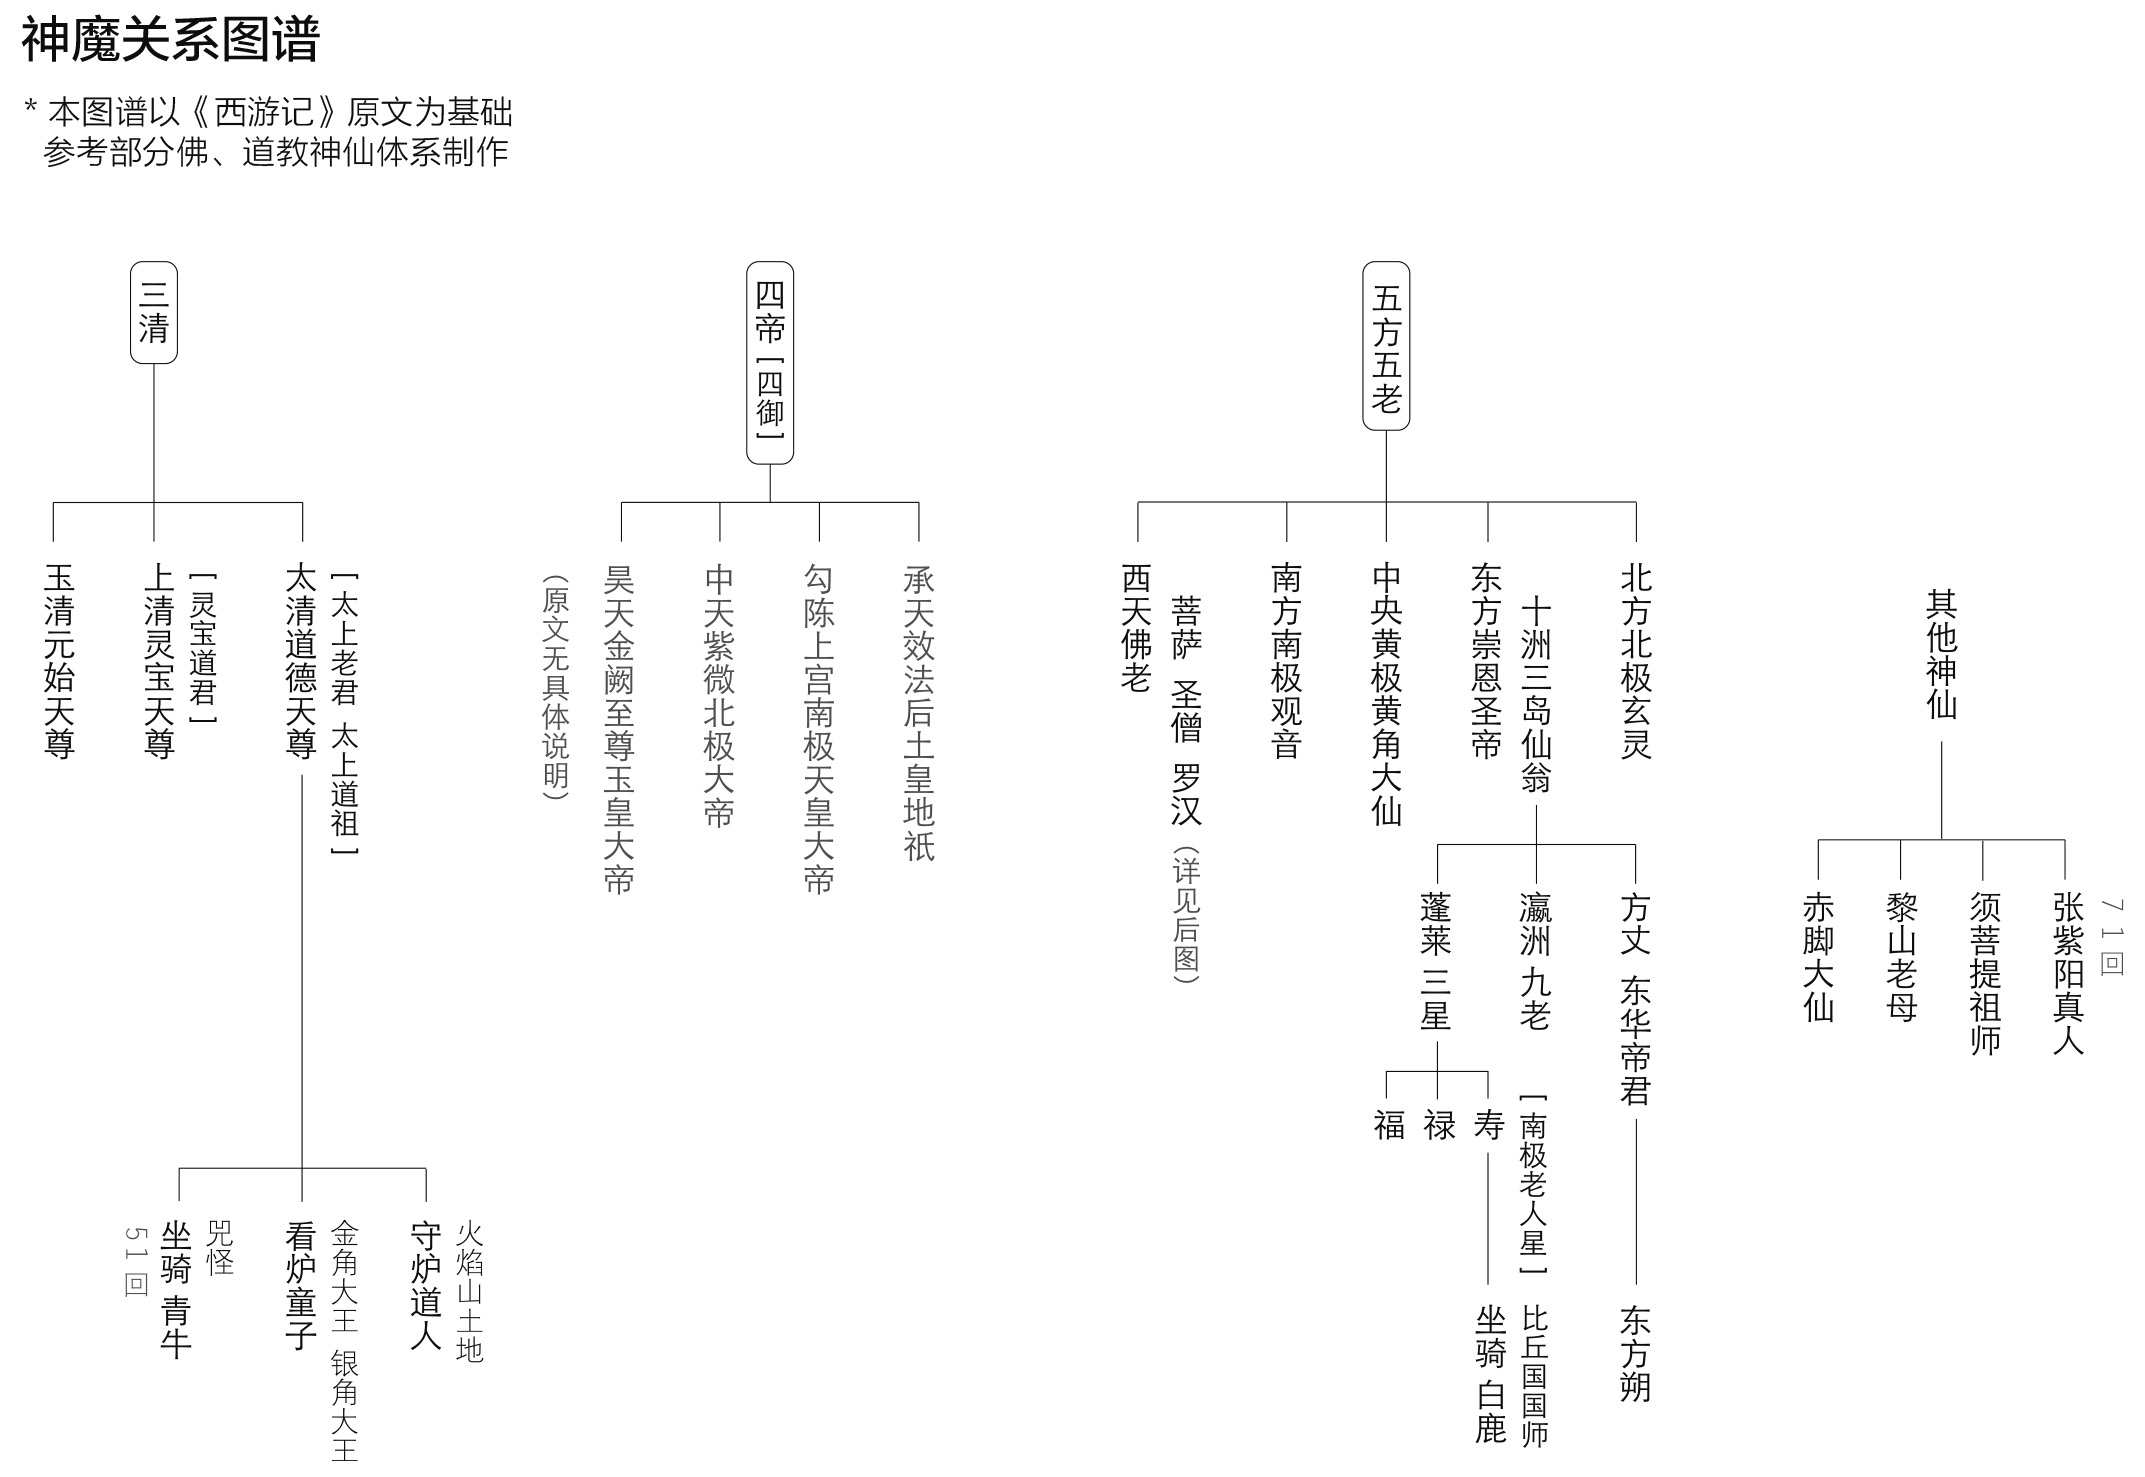 神魔关系图谱
* 本图谱以《西游记》原文为基础
参考部分佛、道教神仙体系制作
三清
玉清元始天尊
上清灵宝天尊
[灵宝道君]
太清道德天尊
[太上老君 太上道祖]
51回
坐骑 青牛
兕怪
看炉童子
金角大王 银角大王
守炉道人
火焰山土地
四帝[四御]
（原文无具体说明）
昊天金阙至尊玉皇大帝
中天紫微北极大帝
勾陈上宫南极天皇大帝
承天效法后土皇地祇
五方五老
西天佛老
菩萨 圣僧 罗汉（详见后图）
南方南极观音
中央黄极黄角大仙
东方崇恩圣帝
十洲三岛仙翁
北方北极玄灵
蓬莱 三星
瀛洲 九老
方丈 东华帝君
福
禄
寿
[南极老人星]
坐骑 白鹿
比丘国国师
东方朔
其他神仙
赤脚大仙
黎山老母
须菩提祖师
张紫阳真人
71回